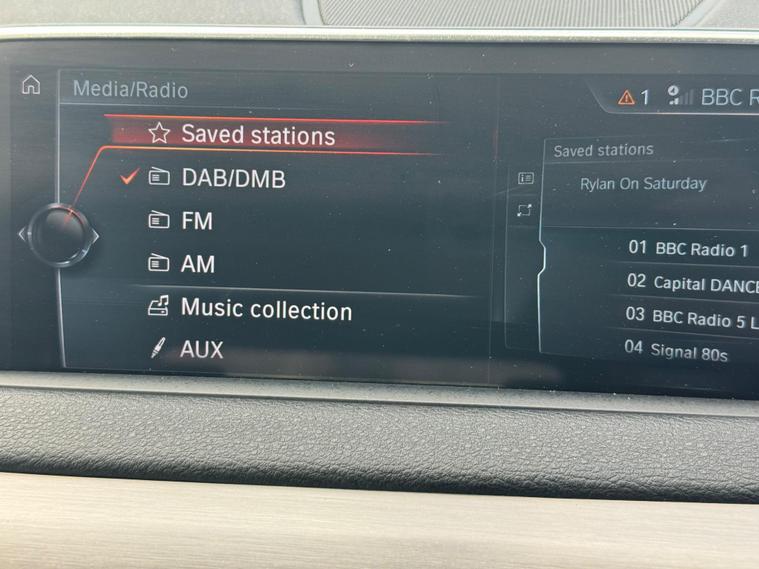 Media/Radio
1 BBC R
Saved stations
DAB/DMB
FM
AM
Music collection
AUX
Saved stations
Rylan On Saturday
01 BBC Radio 1
02 Capital DANCE
03 BBC Radio 5 L
04 Signal 80s